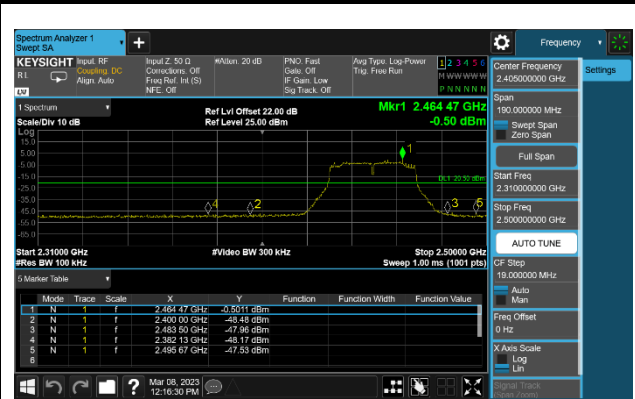 Spectrum Analyzer 1
Swept SA
Frequency
KEYSIGHT
Input: RF
Coupling: DC
Align: Auto
Input Z: 50 Ω
Corrections: Off
Freq Ref: Int (S)
NFE: Off
#Atten: 20 dB
PNO: Fast
Gate: Off
IF Gain: Low
Sig Track: Off
Avg Type: Log-Power
Trig: Free Run
1 2 3 4 5 6
M W W W W W
P N N N N N
RL
LXI
1 Spectrum
Scale/Div 10 dB
Ref Lvl Offset 22.00 dB
Ref Level 25.00 dBm
Mkr1 2.464 47 GHz
-0.50 dBm
Log
15.0
5.00
-5.00
-15.0
-25.0
-35.0
-45.0
-55.0
-65.0
1
2
3
4
5
Start 2.31000 GHz
#Res BW 100 kHz
#Video BW 300 kHz
Stop 2.50000 GHz
Sweep 1.00 ms (1001 pts)
5 Marker Table
Mode Trace Scale X Y Function Function Width Function Value
1 N 1 f 2.464 47 GHz -0.5011 dBm
2 N 1 f 2.400 00 GHz -48.48 dBm
3 N 1 f 2.483 50 GHz -47.96 dBm
4 N 1 f 2.382 13 GHz -48.17 dBm
5 N 1 f 2.495 67 GHz -47.53 dBm
6
Mar 08, 2023
12:16:30 PM
Settings
Center Frequency
2.405000000 GHz
Span
190.000000 MHz
Swept Span
Zero Span
Full Span
Start Freq
2.310000000 GHz
Stop Freq
2.500000000 GHz
AUTO TUNE
CF Step
19.000000 MHz
Auto
Man
Freq Offset
0 Hz
X Axis Scale
Log
Lin
Signal Track
(Span Zoom)